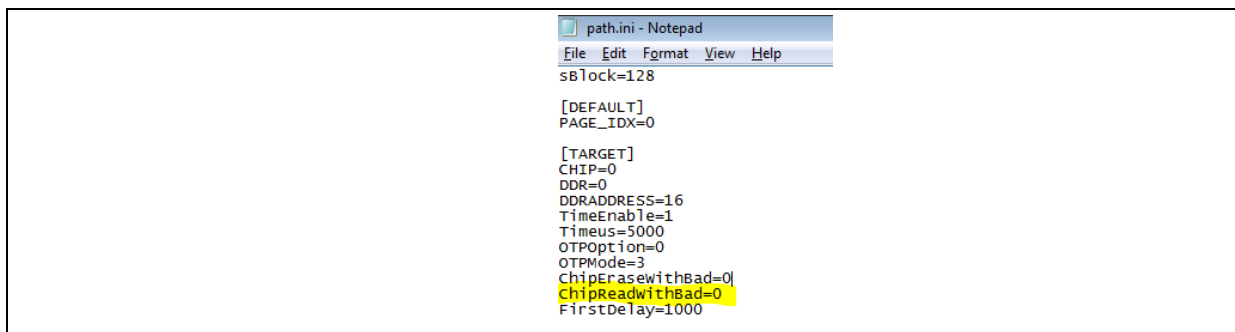 path.ini - Notepad
File Edit Format View Help
sBlock=128
[DEFAULT]
PAGE_IDX=0
[TARGET]
CHIP=0
DDR=0
DDRADDRESS=16
TimeEnable=1
Timeus=5000
OTPOption=0
OTPMode=3
ChipEraseWithBad=0
ChipReadWithBad=0
FirstDelay=1000